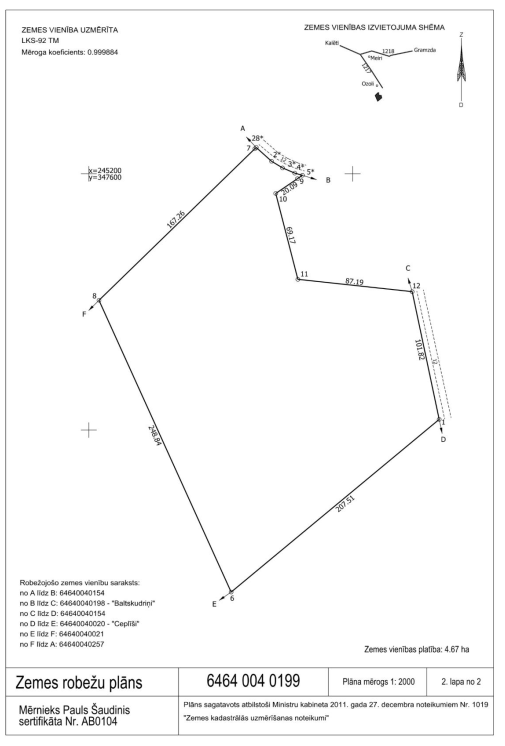 ZEMES VIENĪBA UZMĒRĪTA
LKS-92 TM
Mēroga koeficients: 0.999884
ZEMES VIENĪBAS IZVIETOJUMA SHĒMA
Kalēti
1218
Gramzda
"Meiri
1217
Ozoli
Z
D
A
28*
7
2*
3*
4*
5*
9
B
20.09
10
x=245200
y=347600
167.26
69.17
11
87.19
C
12
8
F
101.82
1
D
248.84
207.51
E
6
Robežojošo zemes vienību saraksts:
no A līdz B: 64640040154
no B līdz C: 64640040198 - "Baltskudriņi"
no C līdz D: 64640040154
no D līdz E: 64640040020 - "Ceplīši"
no E līdz F: 64640040021
no F līdz A: 64640040257
Zemes vienības platība: 4.67 ha
Zemes robežu plāns
6464 004 0199
Plāna mērogs 1: 2000
2. lapa no 2
Mērnieks Pauls Šaudinis
sertifikāta Nr. AB0104
Plāns sagatavots atbilstoši Ministru kabineta 2011. gada 27. decembra noteikumiem Nr. 1019
"Zemes kadastrālās uzmērīšanas noteikumi"